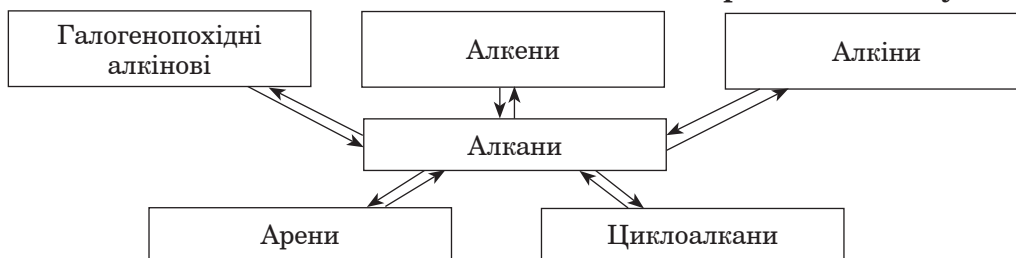 Галогенопохідні
алкінові
Алкени
Алкіни
Алкани
Арени
Циклоалкани